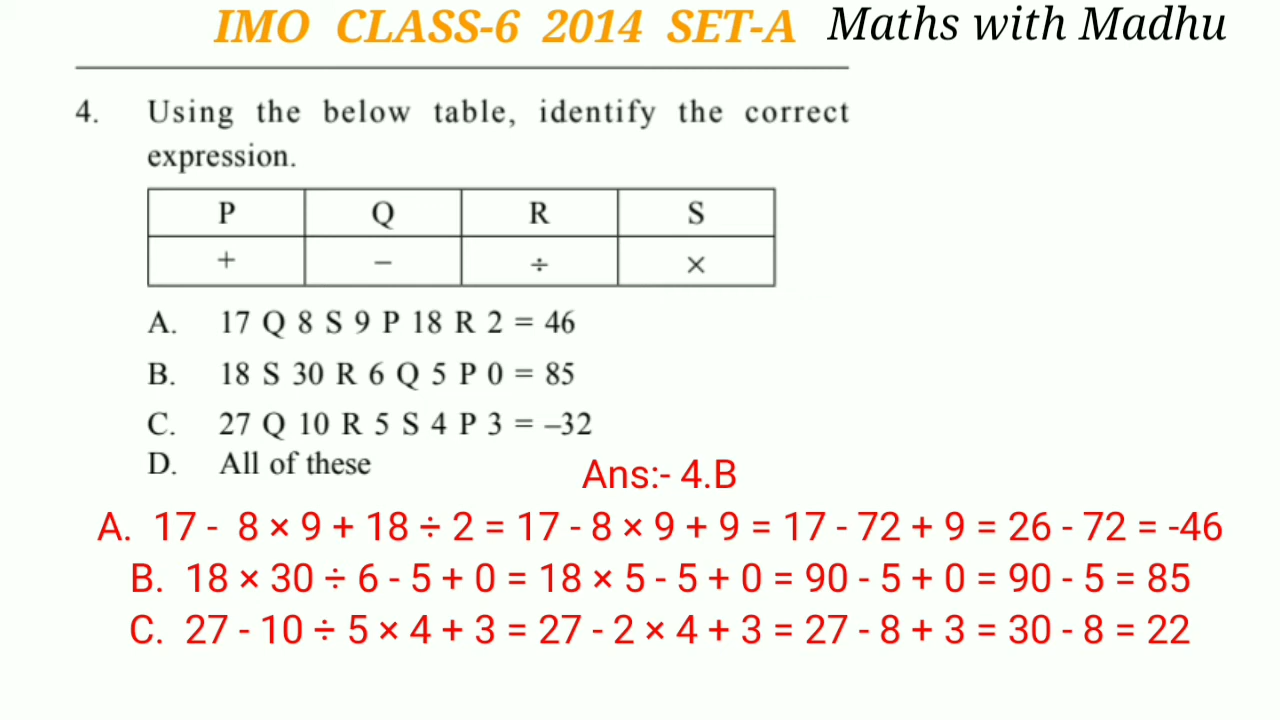 IMO CLASS-6 2014 SET-A Maths with Madhu
4. Using the below table, identify the correct
expression.
P Q R S
+ − ÷ ×
A. 17 Q 8 S 9 P 18 R 2 = 46
B. 18 S 30 R 6 Q 5 P 0 = 85
C. 27 Q 10 R 5 S 4 P 3 = –32
D. All of these
Ans:- 4.B
A. 17 - 8 × 9 + 18 ÷ 2 = 17 - 8 × 9 + 9 = 17 - 72 + 9 = 26 - 72 = -46
B. 18 × 30 ÷ 6 - 5 + 0 = 18 × 5 - 5 + 0 = 90 - 5 + 0 = 90 - 5 = 85
C. 27 - 10 ÷ 5 × 4 + 3 = 27 - 2 × 4 + 3 = 27 - 8 + 3 = 30 - 8 = 22